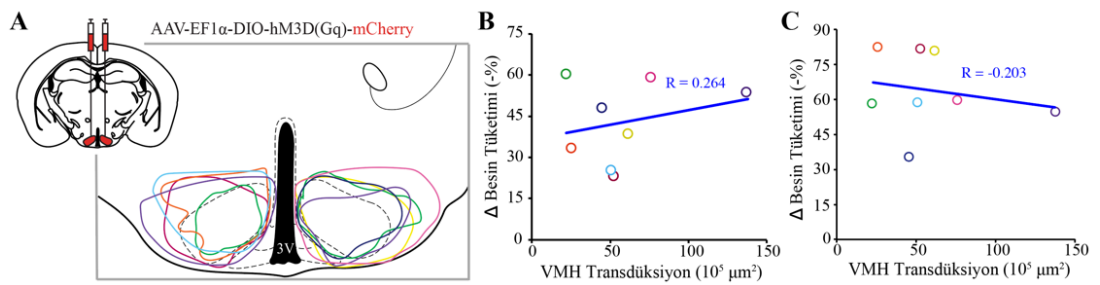 A
AAV-EF1α-DIO-hM3D(Gq)-mCherry
3V
B
Δ Besin Tüketimi (-%)
75
60
45
30
15
0
R = 0.264
0
50
100
150
VMH Transdüksiyon (10⁵ μm²)
C
Δ Besin Tüketimi (-%)
90
75
60
45
30
15
0
R = -0.203
0
50
100
150
VMH Transdüksiyon (10⁵ μm²)